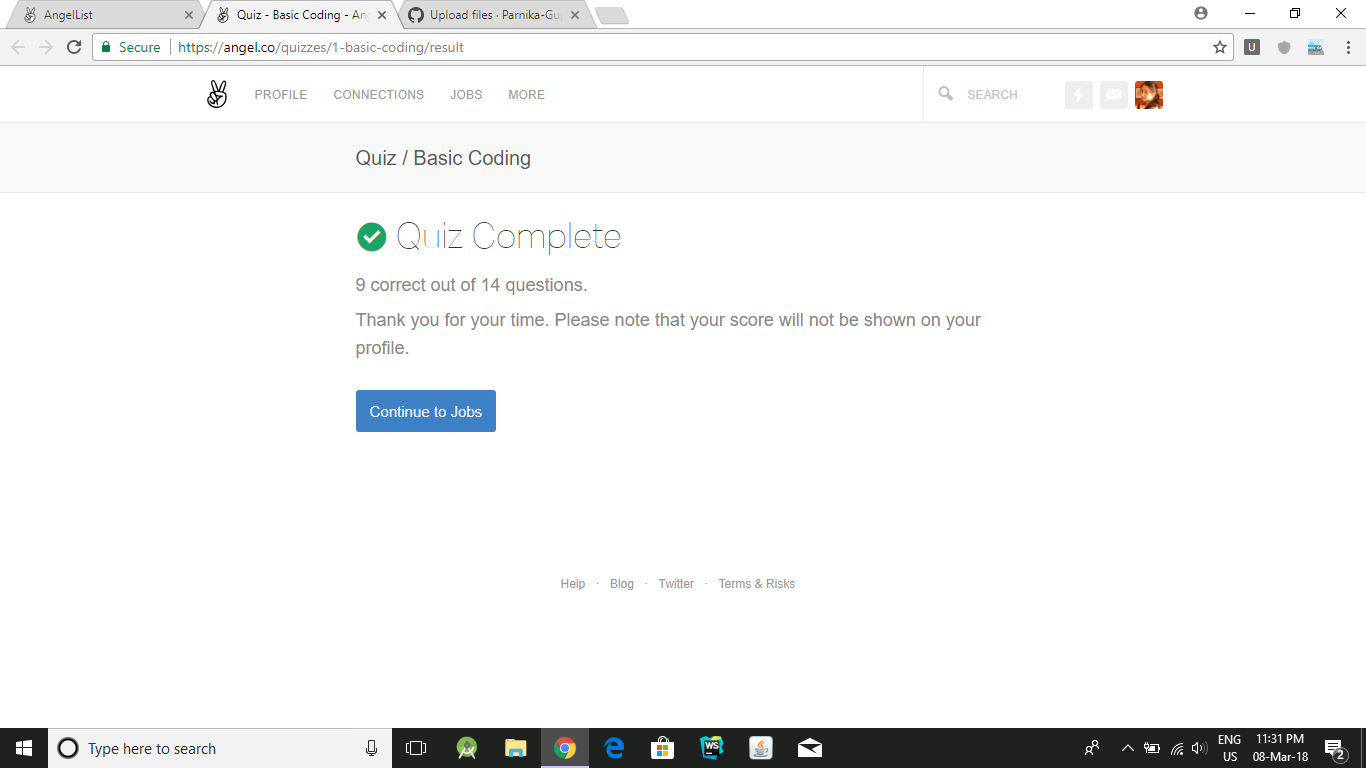 AngelList
Quiz - Basic Coding - An
Upload files · Parnika-Gu
Secure
https://angel.co/quizzes/1-basic-coding/result
U
PROFILE
CONNECTIONS
JOBS
MORE
SEARCH
Quiz / Basic Coding
Quiz Complete
9 correct out of 14 questions.
Thank you for your time. Please note that your score will not be shown on your
profile.
Continue to Jobs
Help · Blog · Twitter · Terms & Risks
Type here to search
WS
ENG
US
11:31 PM
08-Mar-18
2